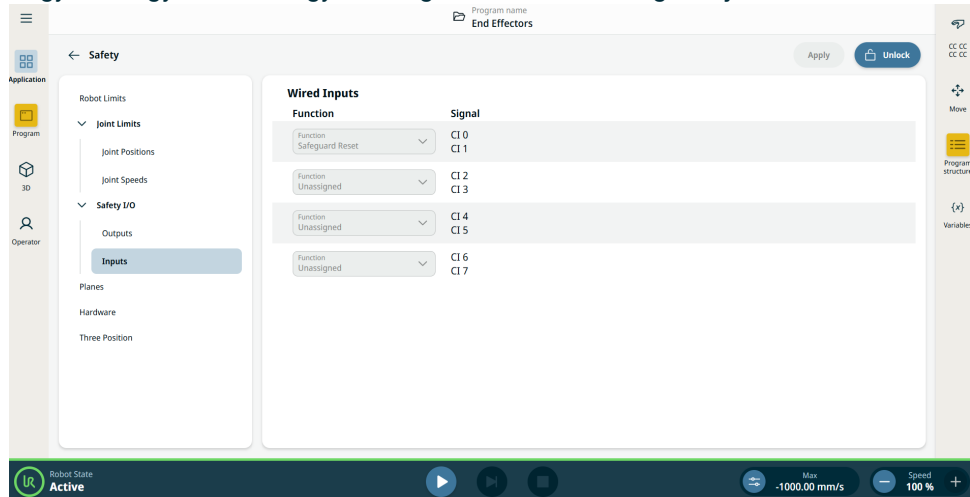 Program name
End Effectors
Application
Program
3D
Operator
Safety
Apply
Unlock
Robot Limits
Joint Limits
Joint Positions
Joint Speeds
Safety I/O
Outputs
Inputs
Planes
Hardware
Three Position
Wired Inputs
Function Signal
Function
Safeguard Reset
CI 0
CI 1
Function
Unassigned
CI 2
CI 3
Function
Unassigned
CI 4
CI 5
Function
Unassigned
CI 6
CI 7
CC CC
CC CC
Move
Program
structure
{x}
Variables
Robot State
Active
Max
-1000.00 mm/s
Speed
100 %